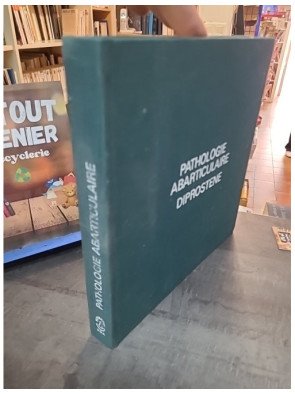 PATHOLOGIE
ABARTICULAIRE
DIPROSTENE
PATHOLOGIE ABARTICULAIRE
TOUT
ENIER
cyclerie